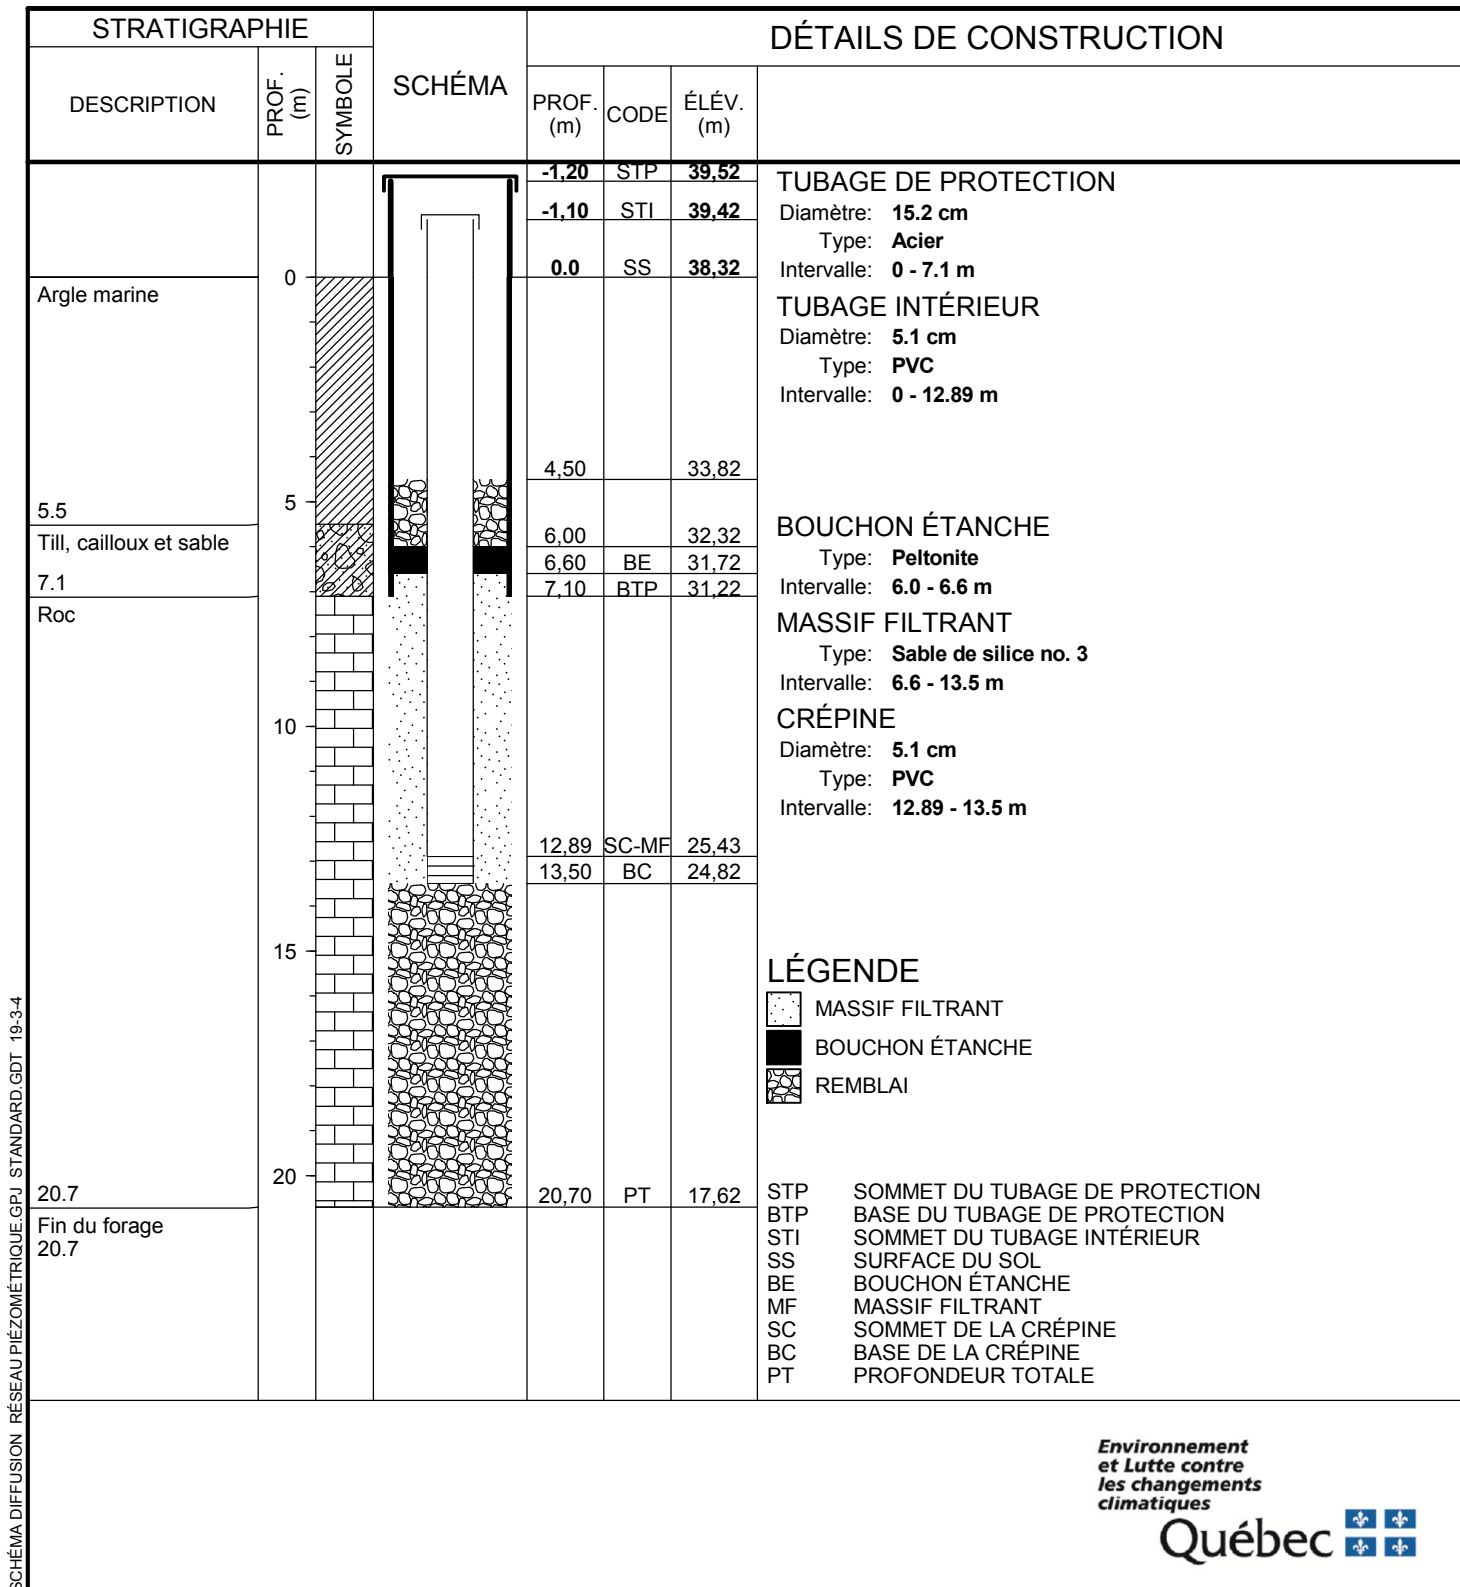 STRATIGRAPHIE
DESCRIPTION
PROF. (m)
SYMBOLE
SCHÉMA
DÉTAILS DE CONSTRUCTION
PROF. (m)
CODE
ÉLÉV. (m)
-1,20 STP 39,52
-1,10 STI 39,42
0.0 SS 38,32
4,50 33,82
6,00 32,32
6,60 BE 31,72
7,10 BTP 31,22
12,89 SC-MF 25,43
13,50 BC 24,82
20,70 PT 17,62
Argle marine
5.5
Till, cailloux et sable
7.1
Roc
20.7
Fin du forage
20.7
0
5
10
15
20
TUBAGE DE PROTECTION
Diamètre: 15.2 cm
Type: Acier
Intervalle: 0 - 7.1 m
TUBAGE INTÉRIEUR
Diamètre: 5.1 cm
Type: PVC
Intervalle: 0 - 12.89 m
BOUCHON ÉTANCHE
Type: Peltonite
Intervalle: 6.0 - 6.6 m
MASSIF FILTRANT
Type: Sable de silice no. 3
Intervalle: 6.6 - 13.5 m
CRÉPINE
Diamètre: 5.1 cm
Type: PVC
Intervalle: 12.89 - 13.5 m
LÉGENDE
MASSIF FILTRANT
BOUCHON ÉTANCHE
REMBLAI
STP SOMMET DU TUBAGE DE PROTECTION
BTP BASE DU TUBAGE DE PROTECTION
STI SOMMET DU TUBAGE INTÉRIEUR
SS SURFACE DU SOL
BE BOUCHON ÉTANCHE
MF MASSIF FILTRANT
SC SOMMET DE LA CRÉPINE
BC BASE DE LA CRÉPINE
PT PROFONDEUR TOTALE
SCHÉMA DIFFUSION RÉSEAU PIÉZOMÉTRIQUE.GPJ STANDARD.GDT 19-3-4
Environnement
et Lutte contre
les changements
climatiques
Québec